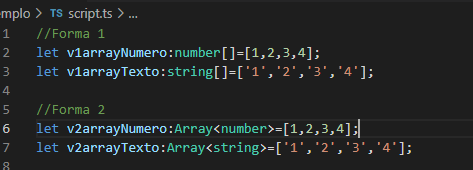 emplo > TS script.ts > ...
1 //Forma 1
2 let v1arrayNumero:number[]=[1,2,3,4];
3 let v1arrayTexto:string[]=['1','2','3','4'];
4
5 //Forma 2
6 let v2arrayNumero:Array<number>=[1,2,3,4];
7 let v2arrayTexto:Array<string>=['1','2','3','4'];
8